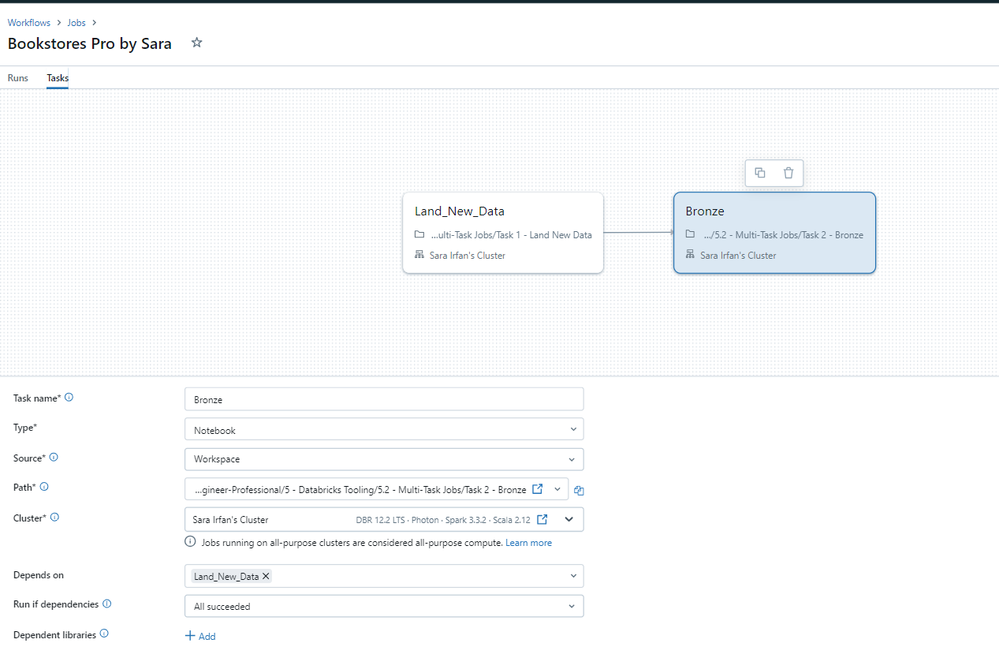 Workflows > Jobs >
Bookstores Pro by Sara
Runs Tasks
Land_New_Data
...ulti-Task Jobs/Task 1 - Land New Data
Sara Irfan's Cluster
Bronze
.../5.2 - Multi-Task Jobs/Task 2 - Bronze
Sara Irfan's Cluster
Task name* Bronze
Type* Notebook
Source* Workspace
Path* ...gineer-Professional/5 - Databricks Tooling/5.2 - Multi-Task Jobs/Task 2 - Bronze
Cluster* Sara Irfan's Cluster DBR 12.2 LTS · Photon · Spark 3.3.2 · Scala 2.12
Jobs running on all-purpose clusters are considered all-purpose compute. Learn more
Depends on Land_New_Data
Run if dependencies All succeeded
Dependent libraries + Add